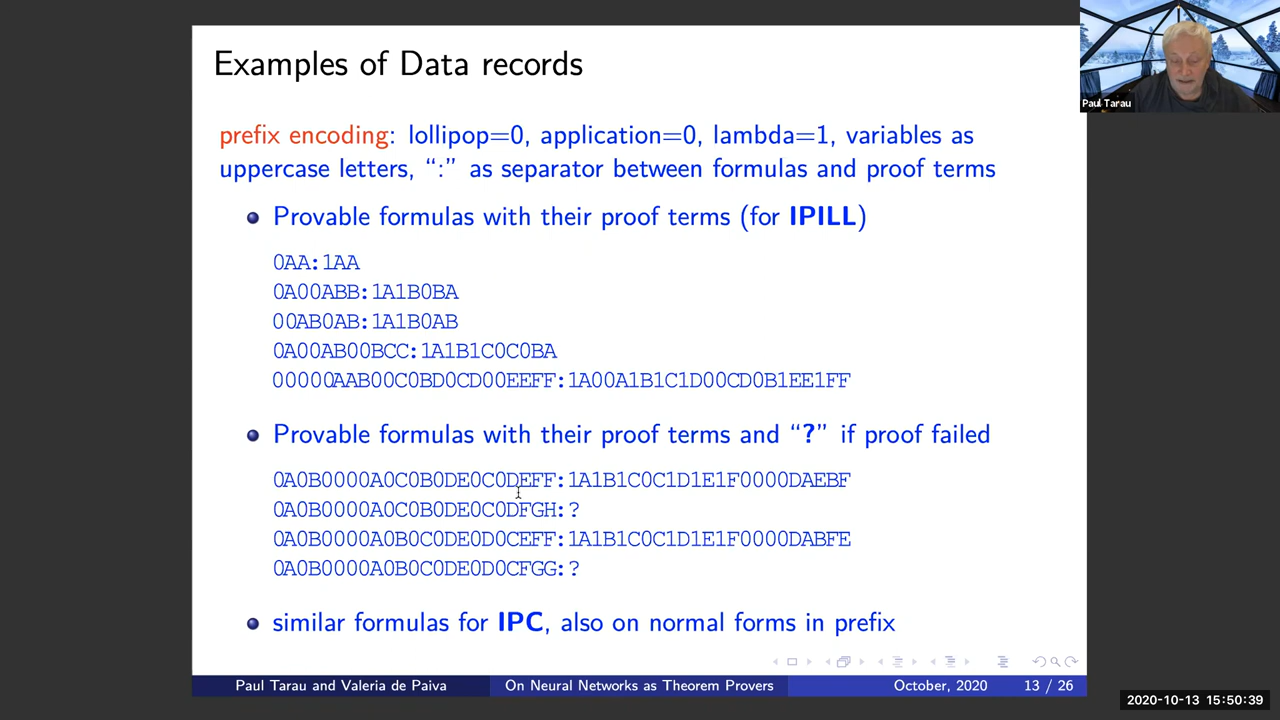 Examples of Data records
Paul Tarau
prefix encoding: lollipop=0, application=0, lambda=1, variables as
uppercase letters, “:” as separator between formulas and proof terms
Provable formulas with their proof terms (for IPILL)
0AA:1AA
0A00ABB:1A1B0BA
00AB0AB:1A1B0AB
0A00AB00BCC:1A1B1C0C0BA
00000AAB00C0BD0CD00EEFF:1A00A1B1C1D00CD0B1EE1FF
Provable formulas with their proof terms and “?” if proof failed
0A0B0000A0C0B0DE0C0DEFF:1A1B1C0C1D1E1F0000DAEBF
0A0B0000A0C0B0DE0C0DFGH:?
0A0B0000A0B0C0DE0D0CEFF:1A1B1C0C1D1E1F0000DABFE
0A0B0000A0B0C0DE0D0CFGG:?
similar formulas for IPC, also on normal forms in prefix
Paul Tarau and Valeria de Paiva On Neural Networks as Theorem Provers October, 2020 13 / 26
2020-10-13 15:50:39